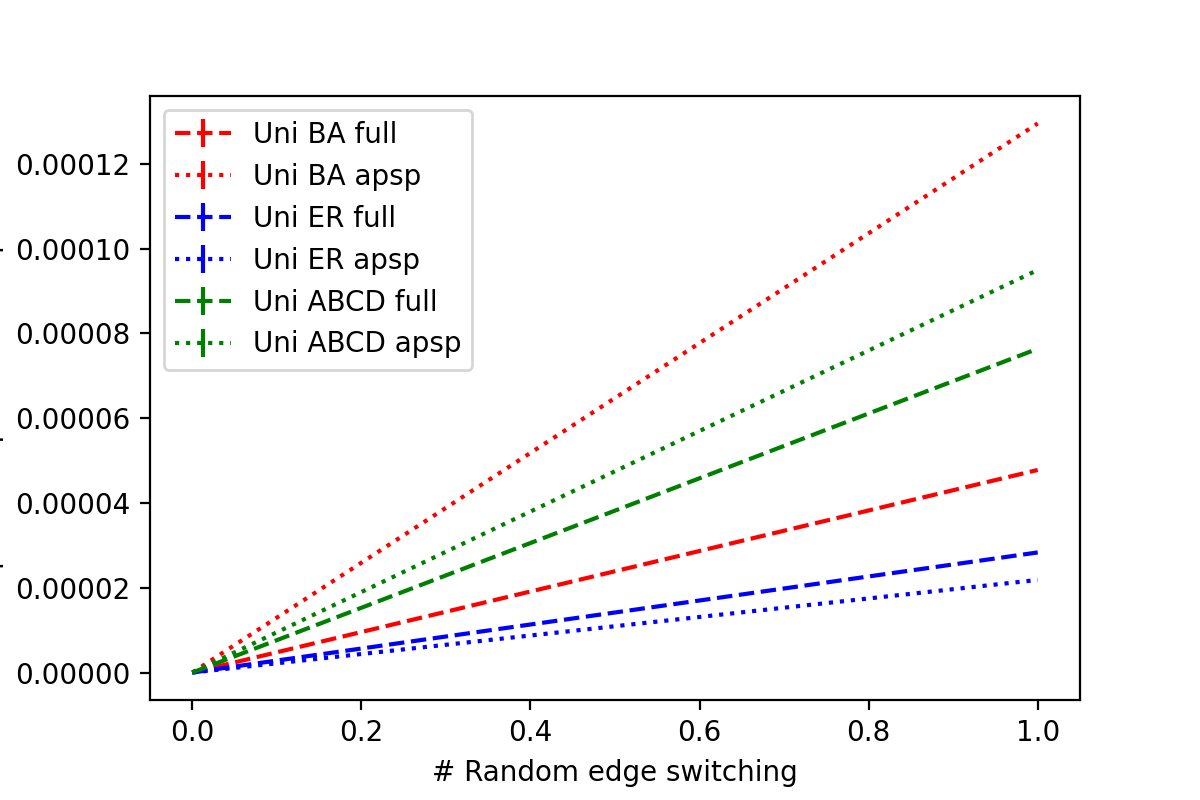 Uni BA full
Uni BA apsp
Uni ER full
Uni ER apsp
Uni ABCD full
Uni ABCD apsp
0.00012
0.00010
0.00008
0.00006
0.00004
0.00002
0.00000
0.0 0.2 0.4 0.6 0.8 1.0
# Random edge switching